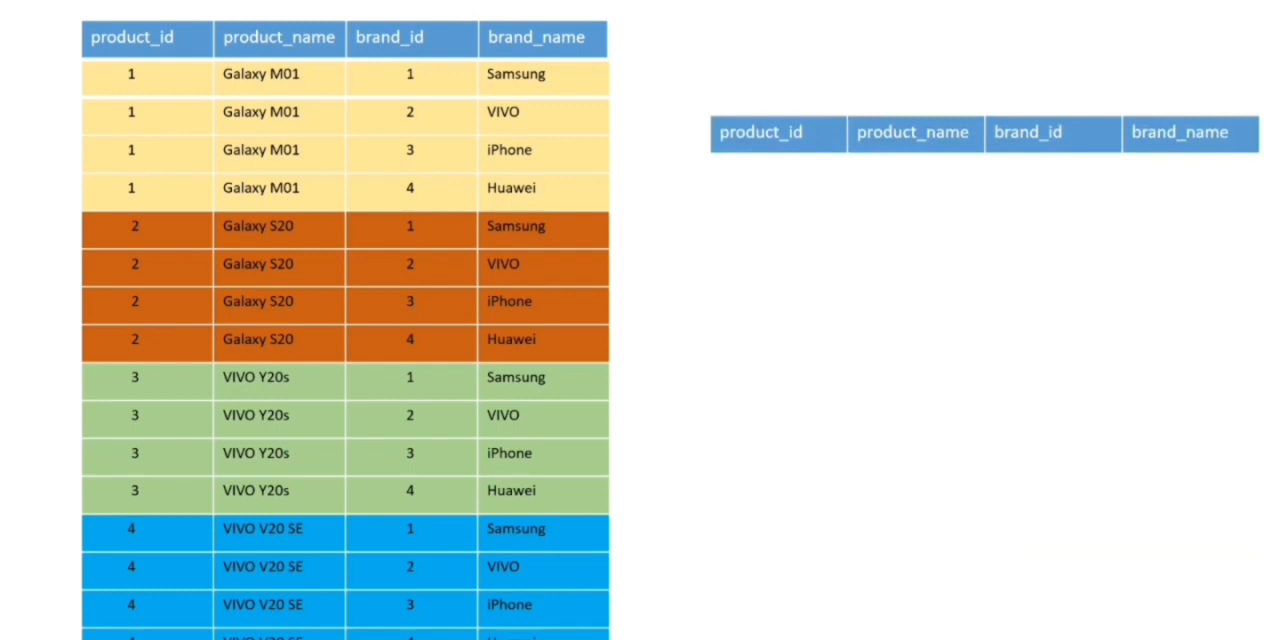 product_id product_name brand_id brand_name
1 Galaxy M01 1 Samsung
1 Galaxy M01 2 VIVO
1 Galaxy M01 3 iPhone
1 Galaxy M01 4 Huawei
2 Galaxy S20 1 Samsung
2 Galaxy S20 2 VIVO
2 Galaxy S20 3 iPhone
2 Galaxy S20 4 Huawei
3 VIVO Y20s 1 Samsung
3 VIVO Y20s 2 VIVO
3 VIVO Y20s 3 iPhone
3 VIVO Y20s 4 Huawei
4 VIVO V20 SE 1 Samsung
4 VIVO V20 SE 2 VIVO
4 VIVO V20 SE 3 iPhone
product_id product_name brand_id brand_name